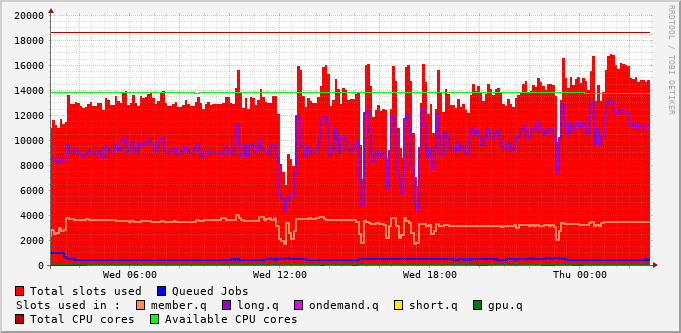 20000
18000
16000
14000
12000
10000
8000
6000
4000
2000
0
Wed 06:00 Wed 12:00 Wed 18:00 Thu 00:00
RRDTOOL / TOBI OETIKER
Total slots used Queued Jobs
Slots used in : member.q long.q ondemand.q short.q gpu.q
Total CPU cores Available CPU cores